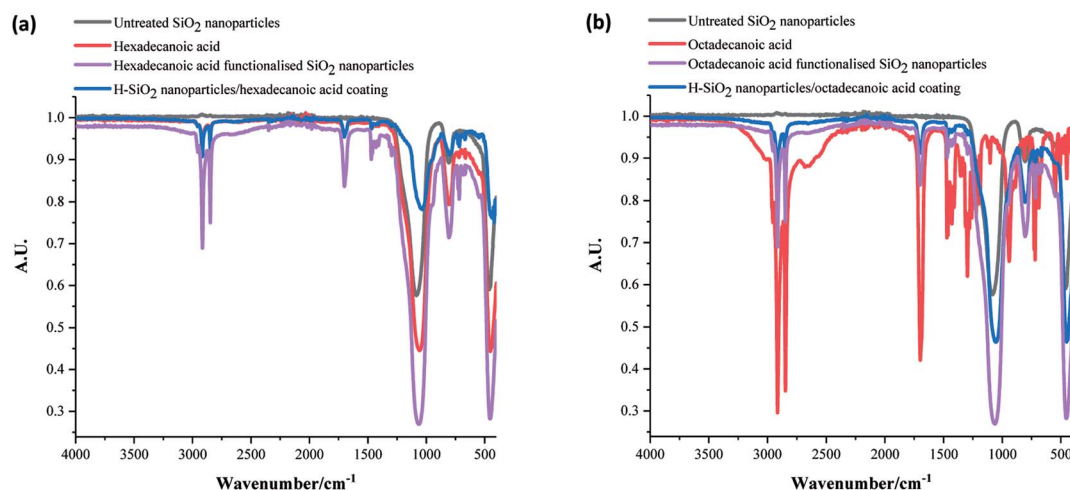 (a)
Untreated SiO₂ nanoparticles
Hexadecanoic acid
Hexadecanoic acid functionalised SiO₂ nanoparticles
H-SiO₂ nanoparticles/hexadecanoic acid coating
1.0
0.9
0.8
0.7
0.6
0.5
0.4
0.3
A.U.
4000 3500 3000 2500 2000 1500 1000 500
Wavenumber/cm⁻¹
(b)
Untreated SiO₂ nanoparticles
Octadecanoic acid
Octadecanoic acid functionalised SiO₂ nanoparticles
H-SiO₂ nanoparticles/octadecanoic acid coating
1.0
0.9
0.8
0.7
0.6
0.5
0.4
0.3
A.U.
4000 3500 3000 2500 2000 1500 1000 500
Wavenumber/cm⁻¹